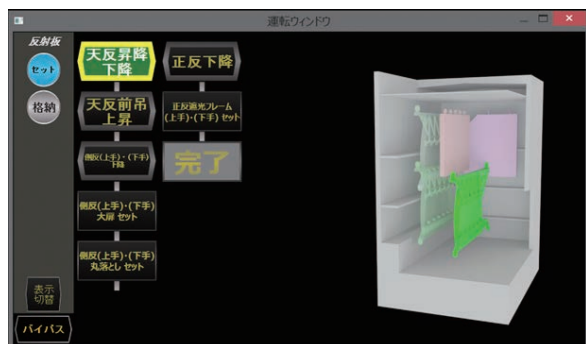 運転ウィンドウ
反射板
セット
格納
天反昇降
下降
天反前吊
上昇
側反(上手)・(下手)
下降
側反(上手)・(下手)
大扉 セット
側反(上手)・(下手)
丸落とし セット
正反下降
正反源光フレーム
(上手)・(下手) セット
完了
表示
切替
バイパス